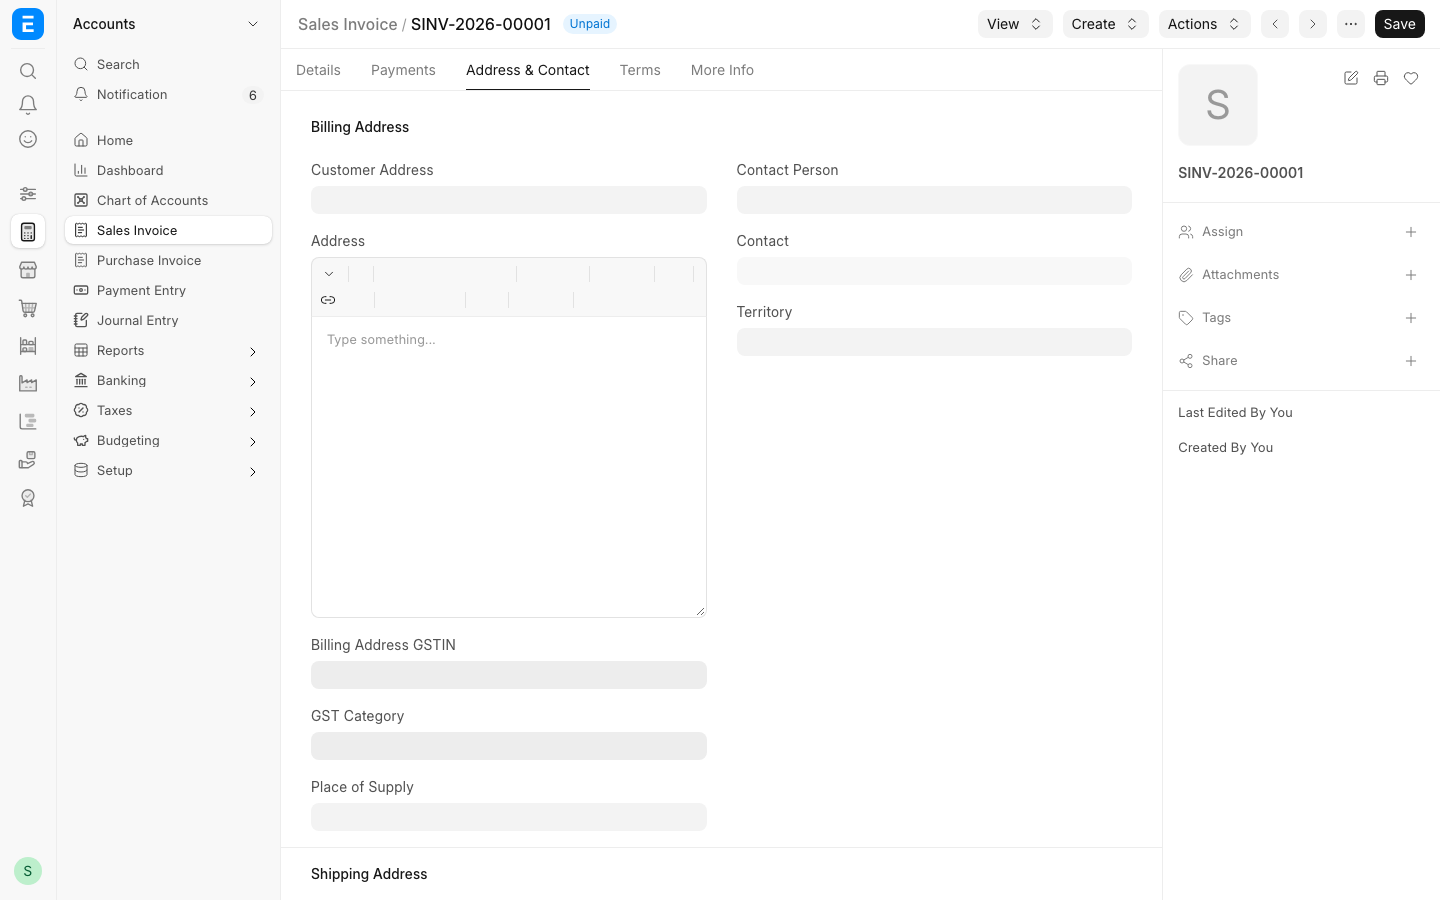 Accounts
Search
Notification
6
Home
Dashboard
Chart of Accounts
Sales Invoice
Purchase Invoice
Payment Entry
Journal Entry
Reports
Banking
Taxes
Budgeting
Setup
S
Sales Invoice / SINV-2026-00001
Unpaid
View
Create
Actions
Save
Details
Payments
Address & Contact
Terms
More Info
Billing Address
Customer Address
Address
Type something...
Billing Address GSTIN
GST Category
Place of Supply
Contact Person
Contact
Territory
Shipping Address
S
SINV-2026-00001
Assign
Attachments
Tags
Share
Last Edited By You
Created By You